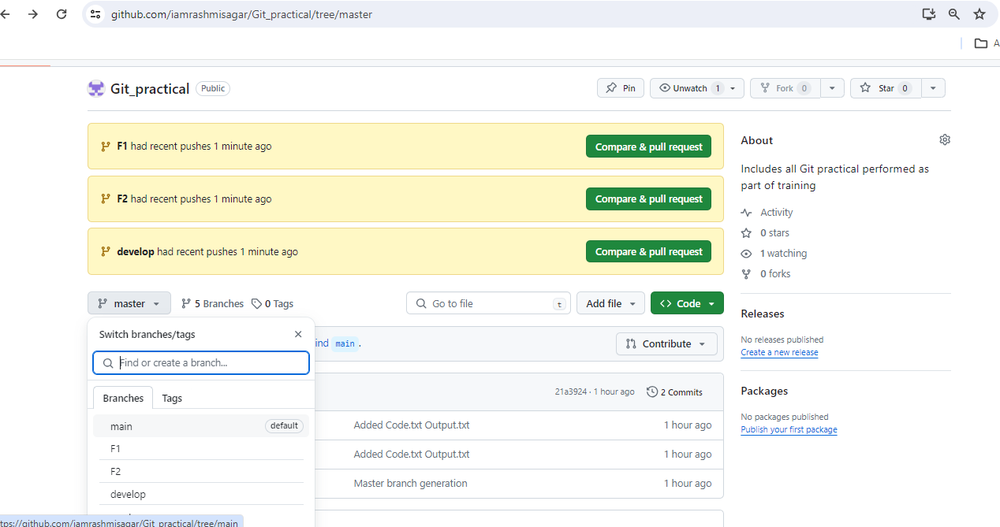 github.com/iamrashmisagar/Git_practical/tree/master
A
Git_practical Public
Pin
Unwatch 1
Fork 0
Star 0
F1 had recent pushes 1 minute ago
Compare & pull request
F2 had recent pushes 1 minute ago
Compare & pull request
develop had recent pushes 1 minute ago
Compare & pull request
master
5 Branches
0 Tags
Go to file
t
Add file
Code
Switch branches/tags
Find or create a branch...
Branches
Tags
main default
F1
F2
develop
tps://github.com/iamrashmisagar/Git_practical/tree/main
ind main .
Contribute
21a3924 · 1 hour ago
2 Commits
Added Code.txt Output.txt 1 hour ago
Added Code.txt Output.txt 1 hour ago
Master branch generation 1 hour ago
About
Includes all Git practical performed as
part of training
Activity
0 stars
1 watching
0 forks
Releases
No releases published
Create a new release
Packages
No packages published
Publish your first package